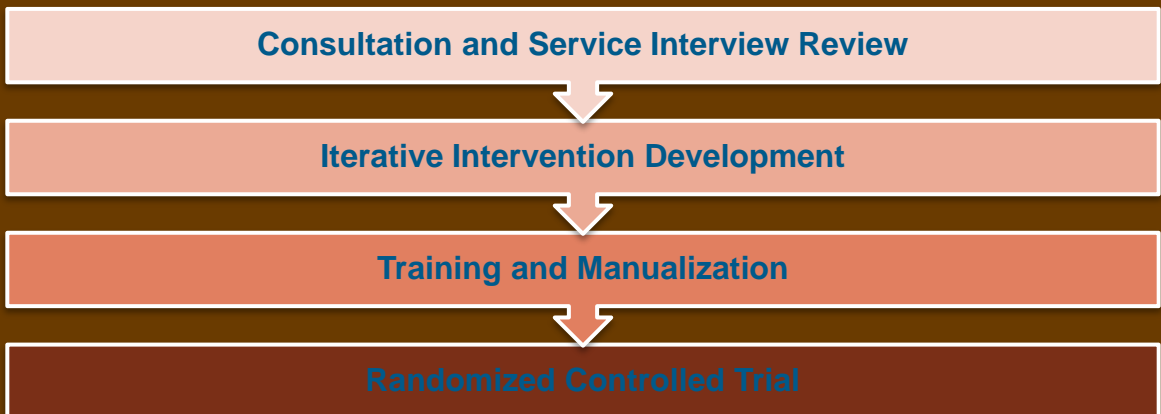 Consultation and Service Interview Review
Iterative Intervention Development
Training and Manualization
Randomized Controlled Trial